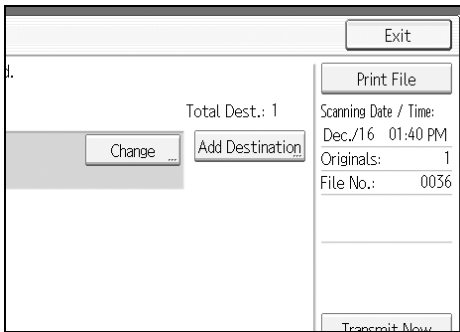 Exit
d.
Print File
Total Dest.: 1
Scanning Date / Time:
Dec./16 01:40 PM
Change
Add Destination
Originals: 1
File No.: 0036
Transmit Now